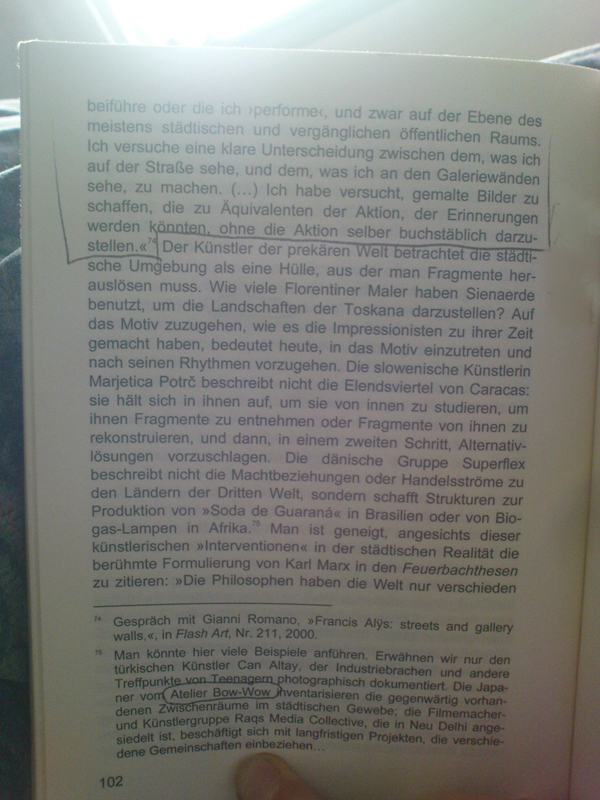 beiführe oder die ich ›performe‹, und zwar auf der Ebene des
meistens städtischen und vergänglichen öffentlichen Raums.
Ich versuche eine klare Unterscheidung zwischen dem, was ich
auf der Straße sehe, und dem, was ich an den Galeriewänden
sehe, zu machen. (…) Ich habe versucht, gemalte Bilder zu
schaffen, die zu Äquivalenten der Aktion, der Erinnerungen
werden könnten, ohne die Aktion selber buchstäblich darzu-
stellen.«74 Der Künstler der prekären Welt betrachtet die städti-
sche Umgebung als eine Hülle, aus der man Fragmente her-
auslösen muss. Wie viele Florentiner Maler haben Sienaerde
benutzt, um die Landschaften der Toskana darzustellen? Auf
das Motiv zuzugehen, wie es die Impressionisten zu ihrer Zeit
gemacht haben, bedeutet heute, in das Motiv einzutreten und
nach seinen Rhythmen vorzugehen. Die slowenische Künstlerin
Marjetica Potrč beschreibt nicht die Elendsviertel von Caracas:
sie hält sich in ihnen auf, um sie von innen zu studieren, um
ihnen Fragmente zu entnehmen oder Fragmente von ihnen zu
rekonstruieren, und dann, in einem zweiten Schritt, Alternativ-
lösungen vorzuschlagen. Die dänische Gruppe Superflex
beschreibt nicht die Machtbeziehungen oder Handelsströme zu
den Ländern der Dritten Welt, sondern schafft Strukturen zur
Produktion von »Soda de Guaraná« in Brasilien oder von Bio-
gas-Lampen in Afrika.75 Man ist geneigt, angesichts dieser
künstlerischen »Interventionen« in der städtischen Realität die
berühmte Formulierung von Karl Marx in den Feuerbachthesen
zu zitieren: »Die Philosophen haben die Welt nur verschieden
74 Gespräch mit Gianni Romano, »Francis Alÿs: streets and gallery
walls,«, in Flash Art, Nr. 211, 2000.
75 Man könnte hier viele Beispiele anführen. Erwähnen wir nur den
türkischen Künstler Can Altay, der Industriebrachen und andere
Treffpunkte von Teenagern photographisch dokumentiert. Die Japa-
ner vom Atelier Bow-Wow inventarisieren die gegenwärtig vorhan-
denen Zwischenräume im städtischen Gewebe; die Filmemacher-
und Künstlergruppe Raqs Media Collective, die in Neu Delhi ange-
siedelt ist, beschäftigt sich mit langfristigen Projekten, die verschie-
dene Gemeinschaften einbeziehen…
102